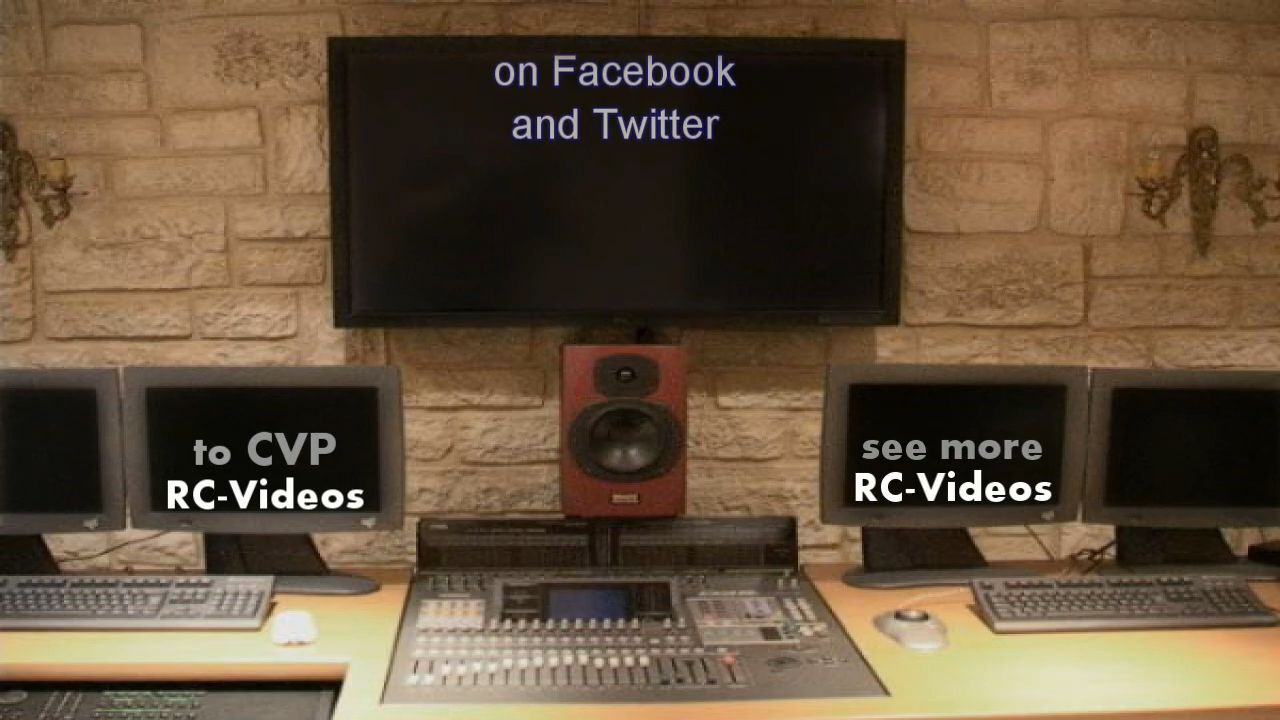 on Facebook
and Twitter
to CVP
RC-Videos
see more
RC-Videos